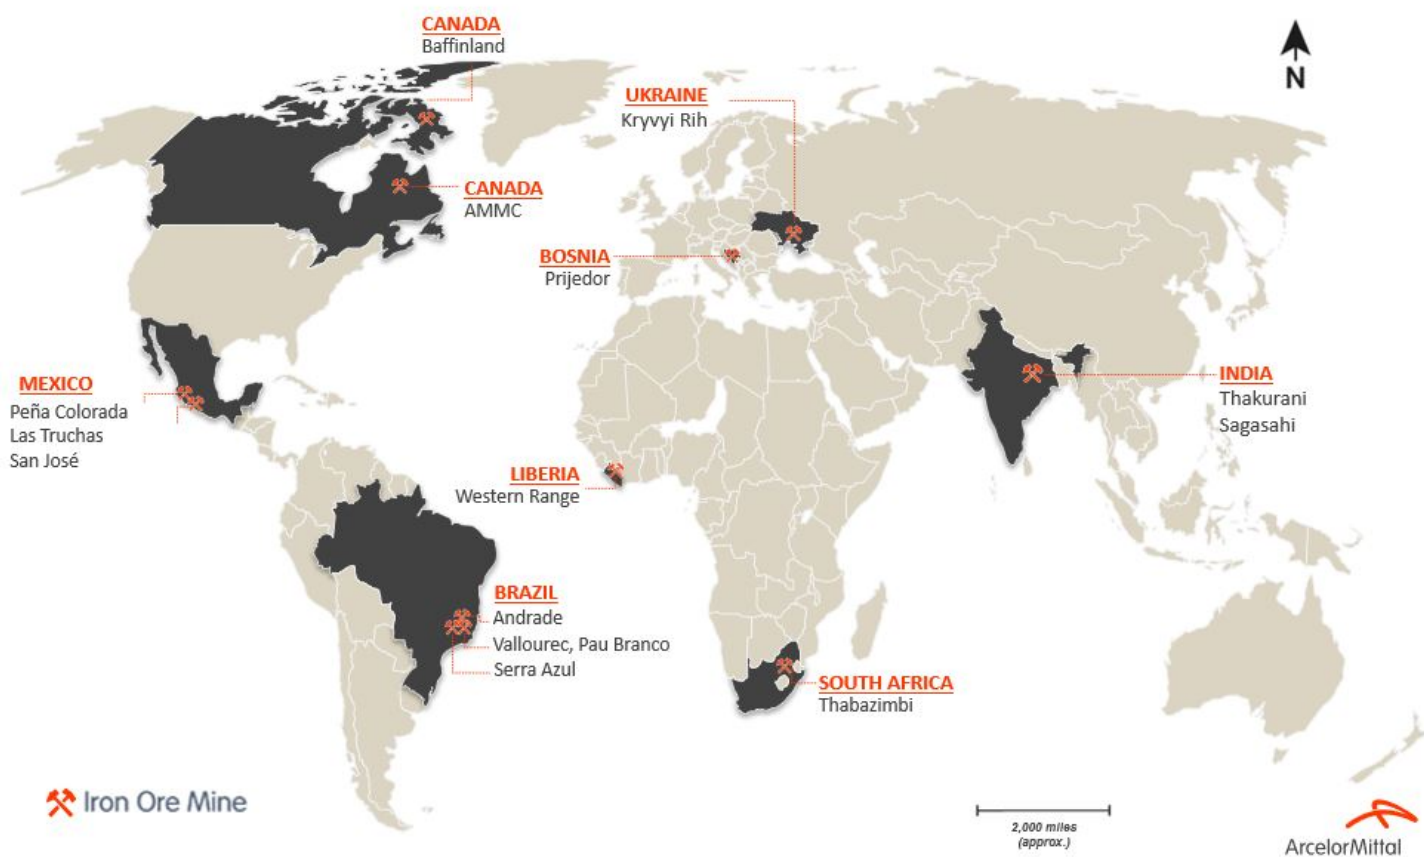 CANADA
Baffinland
N
UKRAINE
Kryvyi Rih
CANADA
AMMC
BOSNIA
Prijedor
MEXICO
Peña Colorada
Las Truchas
San José
INDIA
Thakurani
Sagasahi
LIBERIA
Western Range
BRAZIL
Andrade
Vallourec, Pau Branco
Serra Azul
SOUTH AFRICA
Thabazimbi
Iron Ore Mine
2,000 miles
(approx.)
ArcelorMittal